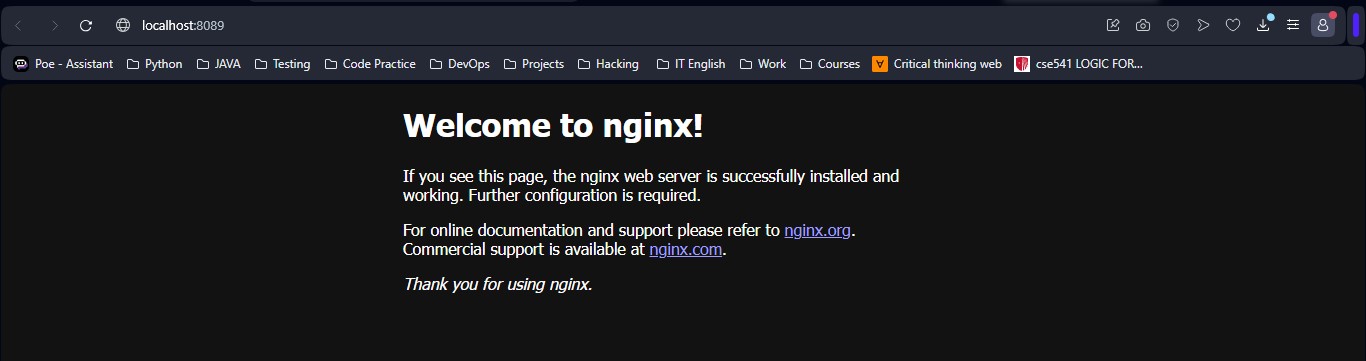 localhost:8089
Poe - Assistant Python JAVA Testing Code Practice DevOps Projects Hacking IT English Work Courses Critical thinking web cse541 LOGIC FOR...
Welcome to nginx!
If you see this page, the nginx web server is successfully installed and
working. Further configuration is required.
For online documentation and support please refer to nginx.org.
Commercial support is available at nginx.com.
Thank you for using nginx.